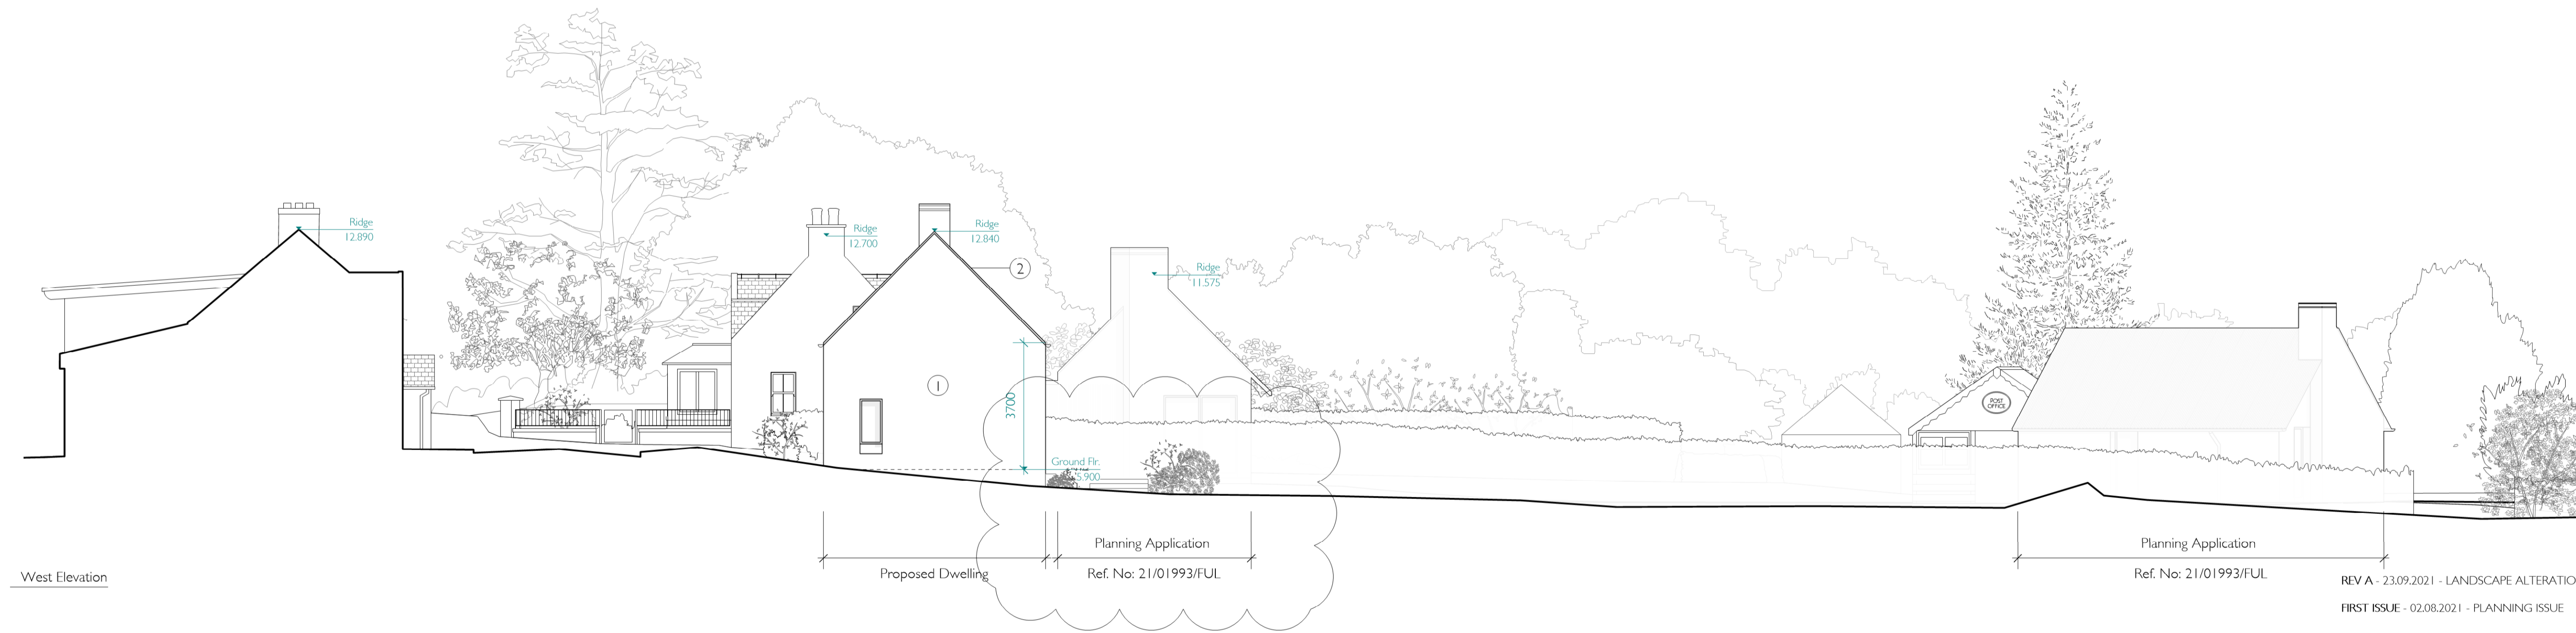 Ridge
12.890
Ridge
12.700
Ridge
12.840
2
Ridge
11.575
1
3700
POST
OFFICE
Ground Flr.
5.900
Planning Application
Proposed Dwelling
Ref. No: 21/01993/FUL
Planning Application
Ref. No: 21/01993/FUL
West Elevation
REV A - 23.09.2021 - LANDSCAPE ALTERATIO
FIRST ISSUE - 02.08.2021 - PLANNING ISSUE